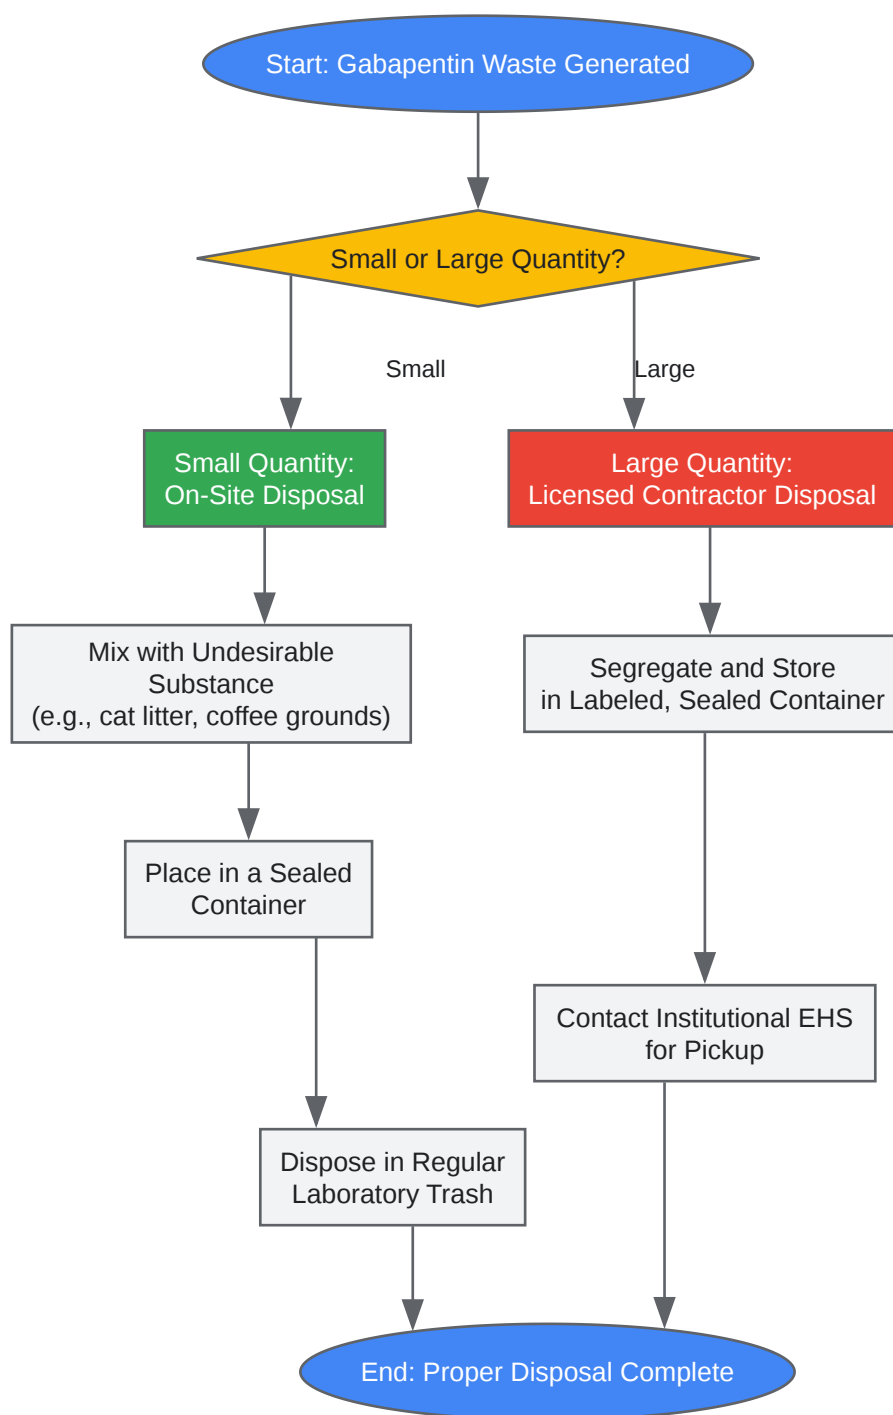 Start: Gabapentin Waste Generated
Small or Large Quantity?
Small
Large
Small Quantity:
On-Site Disposal
Large Quantity:
Licensed Contractor Disposal
Mix with Undesirable
Substance
(e.g., cat litter, coffee grounds)
Segregate and Store
in Labeled, Sealed Container
Place in a Sealed
Container
Contact Institutional EHS
for Pickup
Dispose in Regular
Laboratory Trash
End: Proper Disposal Complete